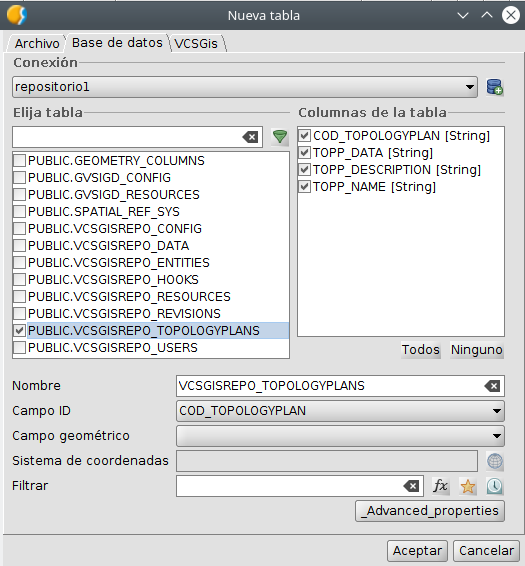 Nueva tabla
Archivo Base de datos VCSGis
Conexión
repositorio1
Elija tabla
PUBLIC.GEOMETRY_COLUMNS
PUBLIC.GVSIGD_CONFIG
PUBLIC.GVSIGD_RESOURCES
PUBLIC.SPATIAL_REF_SYS
PUBLIC.VCSGISREPO_CONFIG
PUBLIC.VCSGISREPO_DATA
PUBLIC.VCSGISREPO_ENTITIES
PUBLIC.VCSGISREPO_HOOKS
PUBLIC.VCSGISREPO_RESOURCES
PUBLIC.VCSGISREPO_REVISIONS
PUBLIC.VCSGISREPO_TOPOLOGYPLANS
PUBLIC.VCSGISREPO_USERS
Columnas de la tabla
COD_TOPOLOGYPLAN [String]
TOPP_DATA [String]
TOPP_DESCRIPTION [String]
TOPP_NAME [String]
Todos Ninguno
Nombre VCSGISREPO_TOPOLOGYPLANS
Campo ID COD_TOPOLOGYPLAN
Campo geométrico
Sistema de coordenadas
Filtrar fx
_Advanced_properties
Aceptar Cancelar